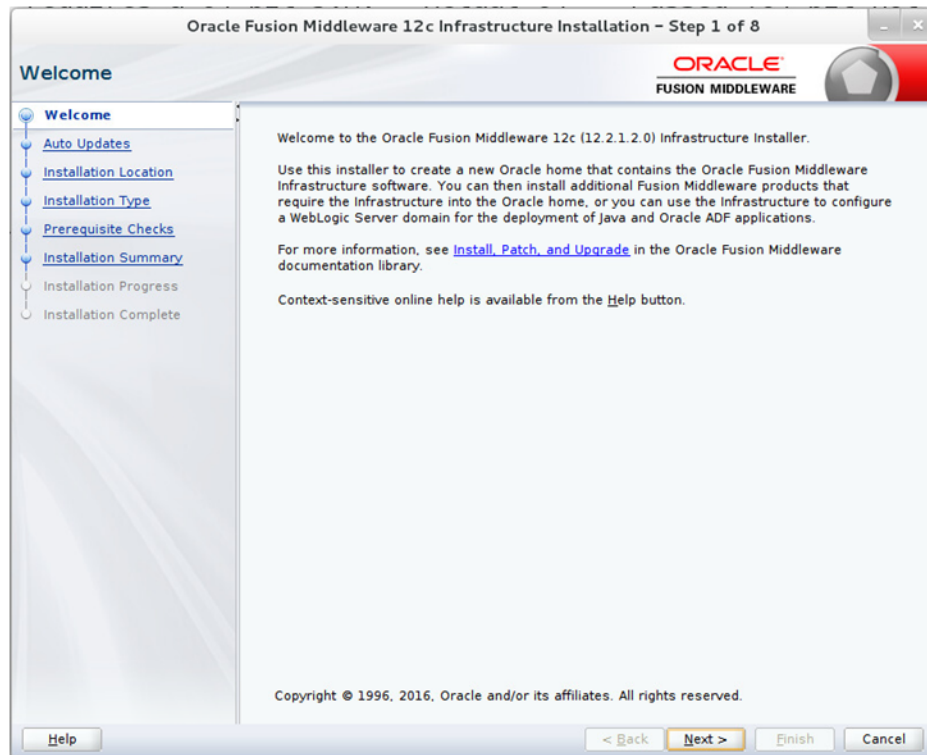 Oracle Fusion Middleware 12c Infrastructure Installation – Step 1 of 8
Welcome
ORACLE
FUSION MIDDLEWARE
Welcome
Auto Updates
Installation Location
Installation Type
Prerequisite Checks
Installation Summary
Installation Progress
Installation Complete
Welcome to the Oracle Fusion Middleware 12c (12.2.1.2.0) Infrastructure Installer.
Use this installer to create a new Oracle home that contains the Oracle Fusion Middleware
Infrastructure software. You can then install additional Fusion Middleware products that
require the Infrastructure into the Oracle home, or you can use the Infrastructure to configure
a WebLogic Server domain for the deployment of Java and Oracle ADF applications.
For more information, see Install, Patch, and Upgrade in the Oracle Fusion Middleware
documentation library.
Context-sensitive online help is available from the Help button.
Copyright © 1996, 2016, Oracle and/or its affiliates. All rights reserved.
Help
< Back
Next >
Finish
Cancel